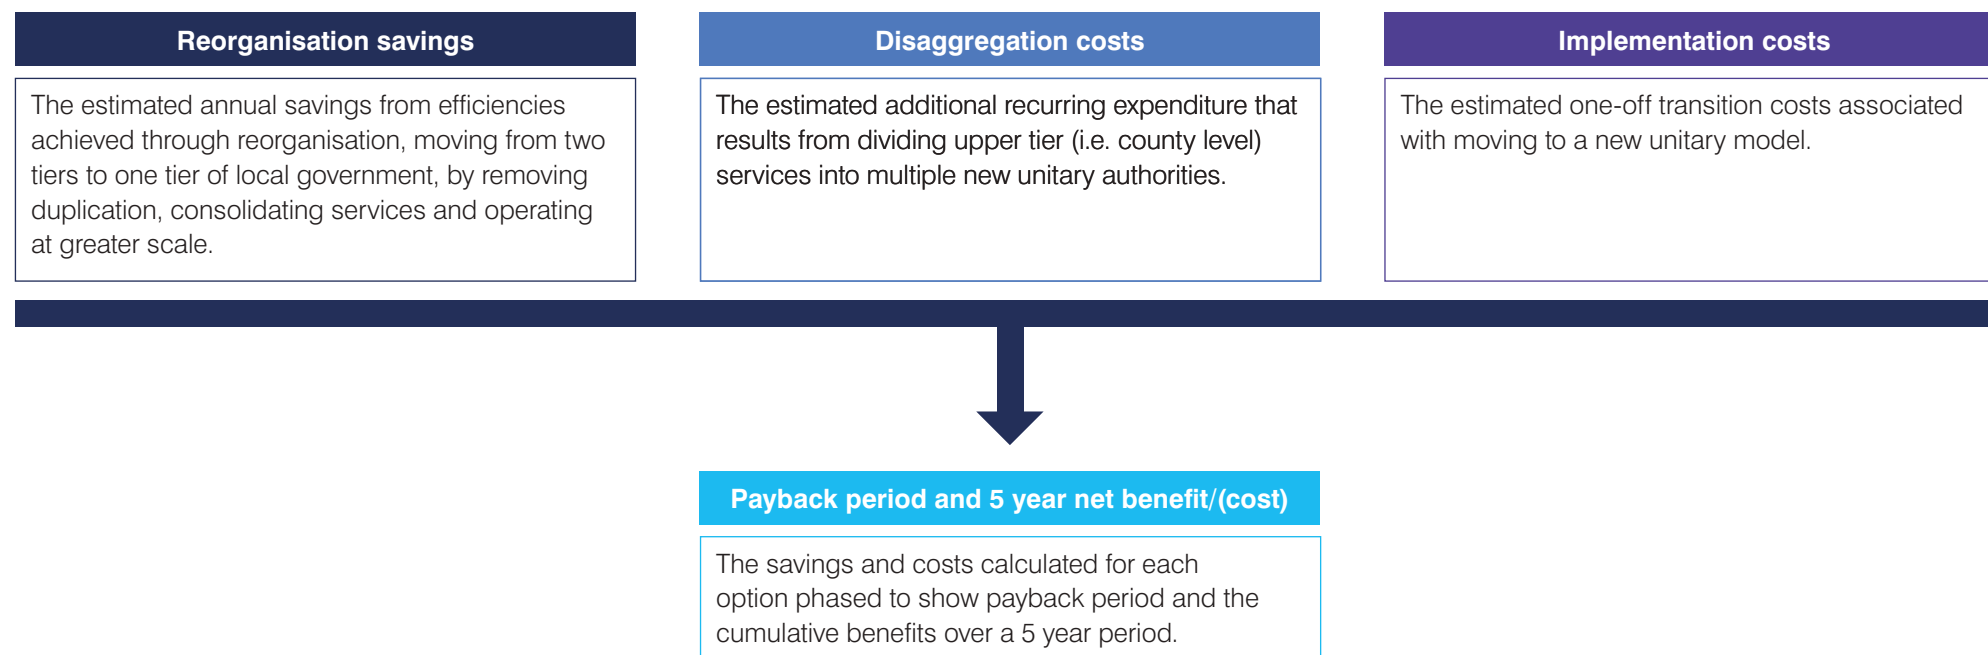 Reorganisation savings
The estimated annual savings from efficiencies
achieved through reorganisation, moving from two
tiers to one tier of local government, by removing
duplication, consolidating services and operating
at greater scale.
Disaggregation costs
The estimated additional recurring expenditure that
results from dividing upper tier (i.e. county level)
services into multiple new unitary authorities.
Implementation costs
The estimated one-off transition costs associated
with moving to a new unitary model.
Payback period and 5 year net benefit/(cost)
The savings and costs calculated for each
option phased to show payback period and the
cumulative benefits over a 5 year period.